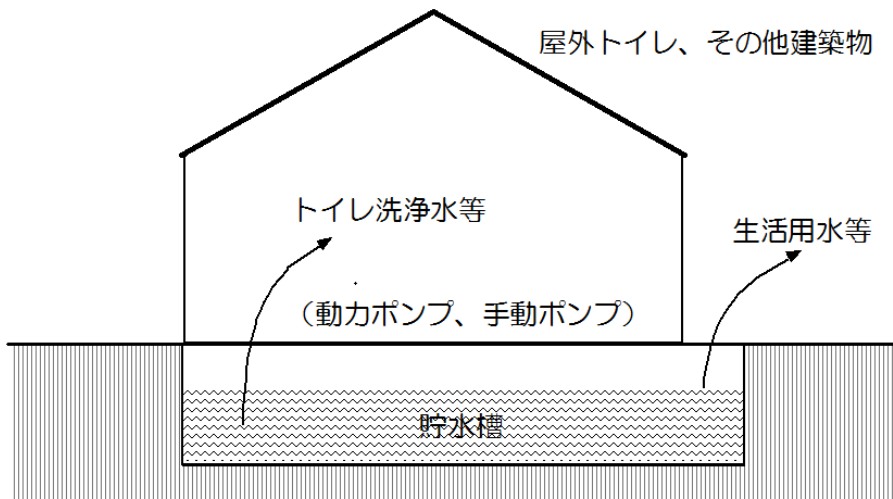 屋外トイレ、その他建築物
トイレ洗浄水等
生活用水等
（動力ポンプ、手動ポンプ）
貯水槽